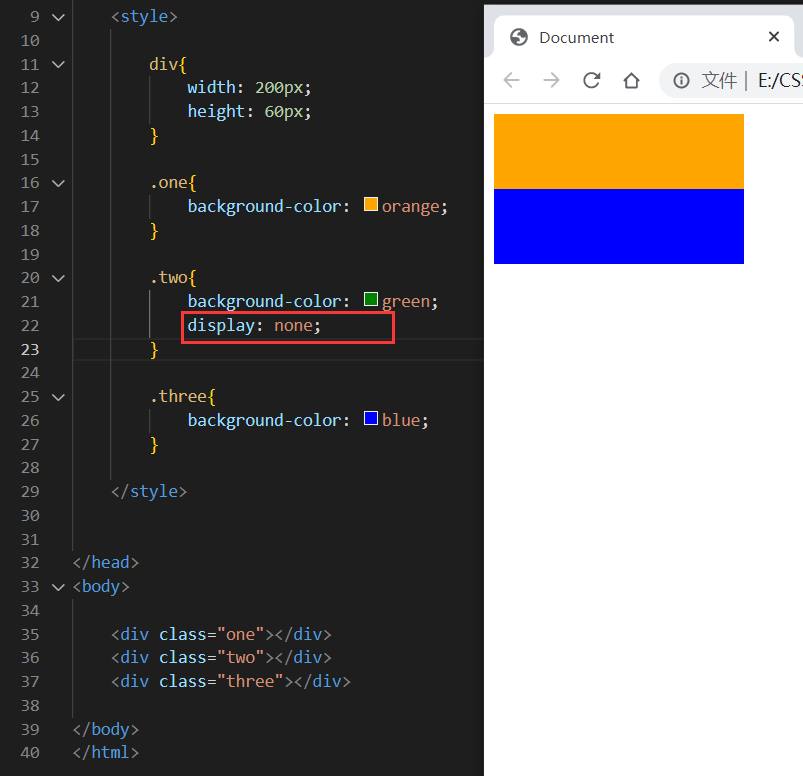 9 <style>
10
11 div{
12 width: 200px;
13 height: 60px;
14 }
15
16 .one{
17 background-color: orange;
18 }
19
20 .two{
21 background-color: green;
22 display: none;
23 }
24
25 .three{
26 background-color: blue;
27 }
28
29 </style>
30
31
32 </head>
33 <body>
34
35 <div class="one"></div>
36 <div class="two"></div>
37 <div class="three"></div>
38
39 </body>
40 </html>
Document
文件 | E:/CSS